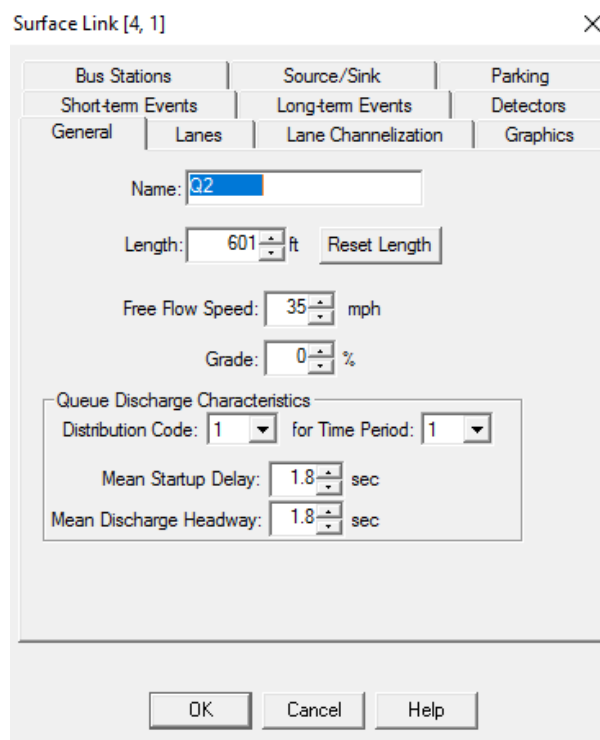 Surface Link [4, 1]
Bus Stations Source/Sink Parking
Short-term Events Long-term Events Detectors
General Lanes Lane Channelization Graphics
Name: Q2
Length: 601 ft Reset Length
Free Flow Speed: 35 mph
Grade: 0 %
Queue Discharge Characteristics
Distribution Code: 1 for Time Period: 1
Mean Startup Delay: 1.8 sec
Mean Discharge Headway: 1.8 sec
OK Cancel Help